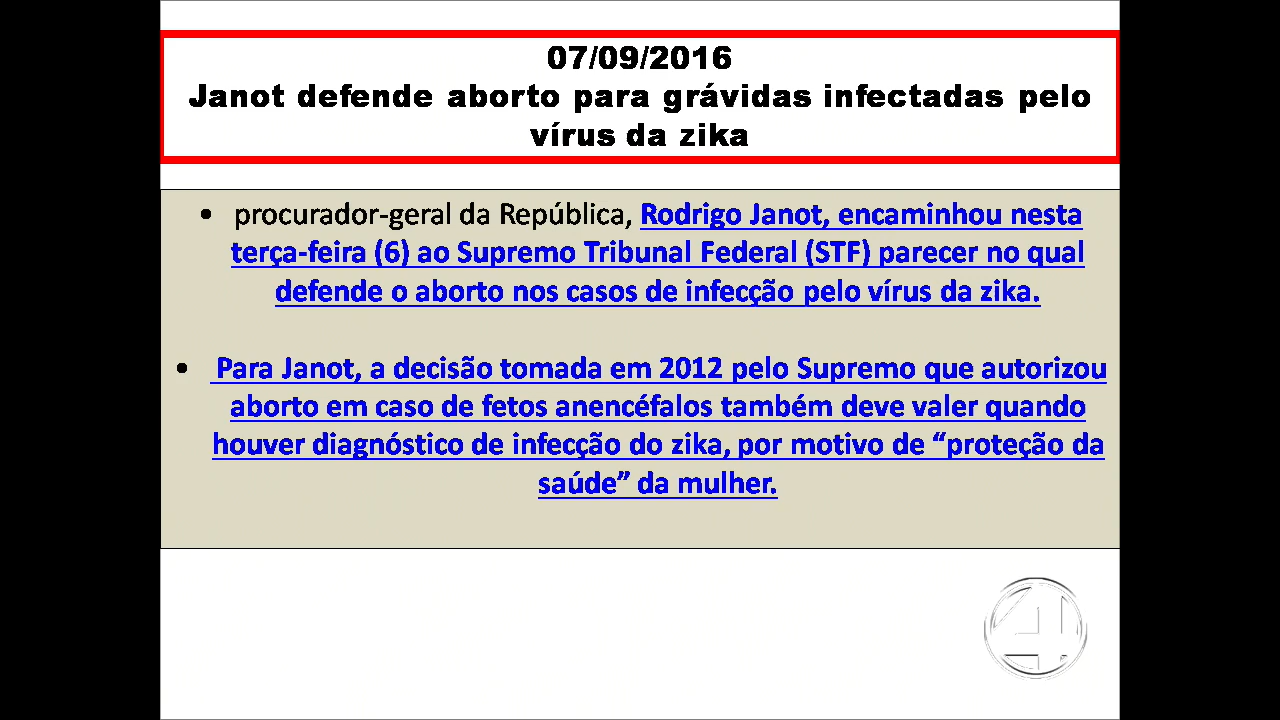 07/09/2016
Janot defende aborto para grávidas infectadas pelo
vírus da zika
• procurador-geral da República, Rodrigo Janot, encaminhou nesta
terça-feira (6) ao Supremo Tribunal Federal (STF) parecer no qual
defende o aborto nos casos de infecção pelo vírus da zika.
• Para Janot, a decisão tomada em 2012 pelo Supremo que autorizou
aborto em caso de fetos anencéfalos também deve valer quando
houver diagnóstico de infecção do zika, por motivo de “proteção da
saúde” da mulher.
4